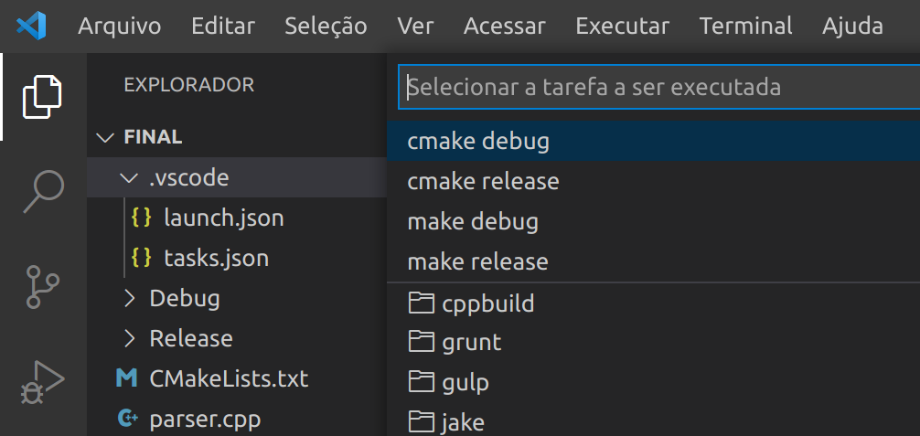 Arquivo Editar Seleção Ver Acessar Executar Terminal Ajuda
EXPLORADOR
FINAL
.vscode
{} launch.json
{} tasks.json
Debug
Release
CMakeLists.txt
parser.cpp
Selecionar a tarefa a ser executada
cmake debug
cmake release
make debug
make release
cppbuild
grunt
gulp
jake